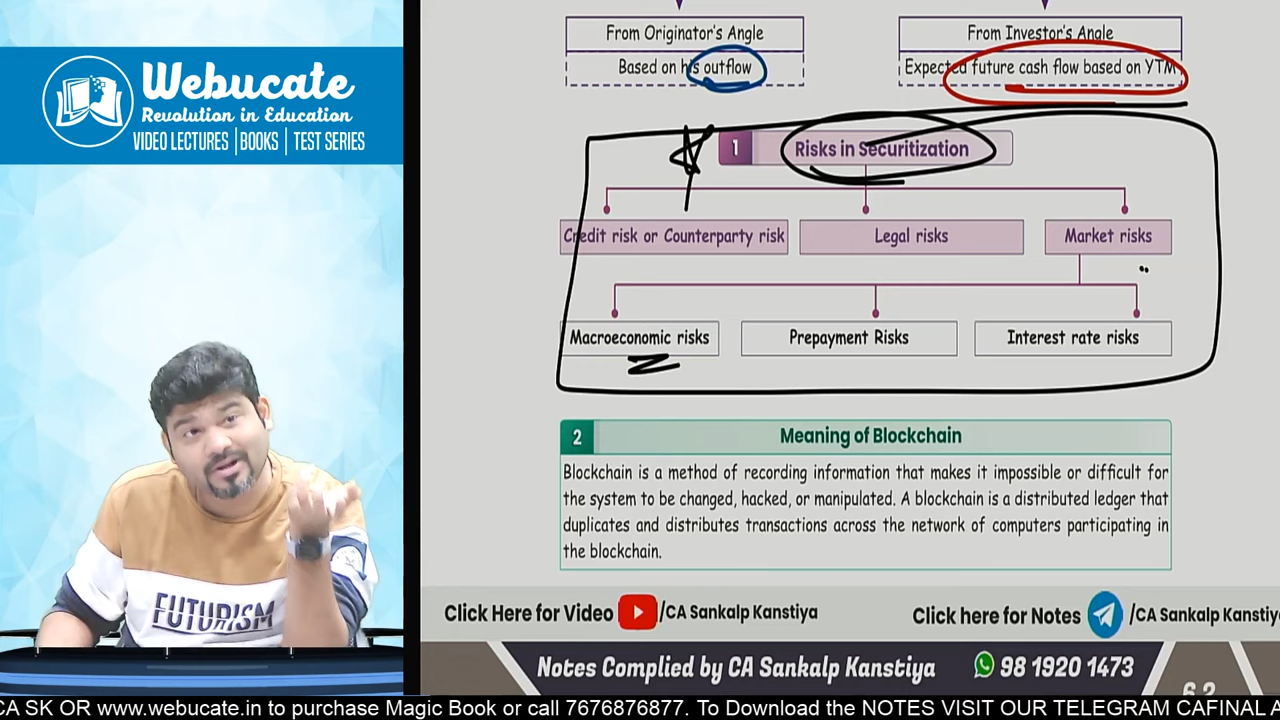 Webucate
Revolution in Education
VIDEO LECTURES | BOOKS | TEST SERIES
From Originator's Angle
Based on his outflow
From Investor's Angle
Expected future cash flow based on YTM
1 Risks in Securitization
Credit risk or Counterparty risk
Legal risks
Market risks
Macroeconomic risks
Prepayment Risks
Interest rate risks
2 Meaning of Blockchain
Blockchain is a method of recording information that makes it impossible or difficult for
the system to be changed, hacked, or manipulated. A blockchain is a distributed ledger that
duplicates and distributes transactions across the network of computers participating in
the blockchain.
FUTURISM
Click Here for Video /CA Sankalp Kanstiya
Click here for Notes /CA Sankalp Kanstiy
Notes Complied by CA Sankalp Kanstiya 98 1920 1473
CA SK OR www.webucate.in to purchase Magic Book or call 7676876877. To Download the NOTES VISIT OUR TELEGRAM CAFINAL A